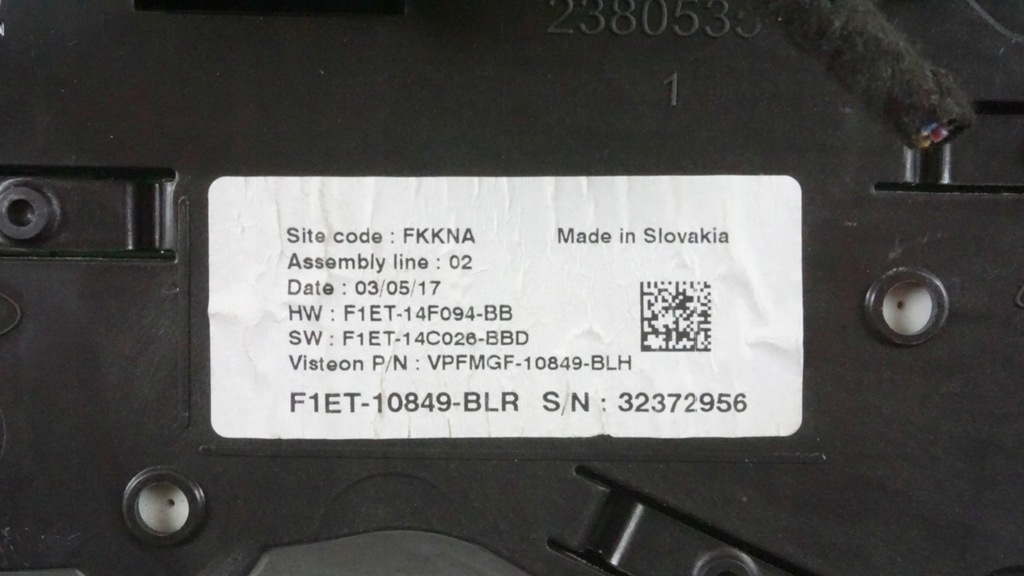 2380535
1
Site code : FKKNA Made in Slovakia
Assembly line : 02
Date : 03/05/17
HW : F1ET-14F094-BB
SW : F1ET-14C026-BBD
Visteon P/N : VPFMGF-10849-BLH
F1ET-10849-BLR S/N : 32372956